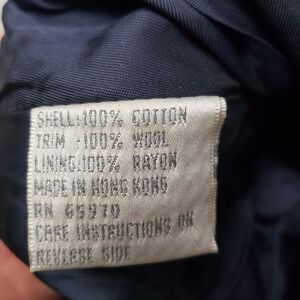 SHELL:100% COTTON
TRIM :100% WOOL
LINING:100% RAYON
MADE IN HONG KONG
RN 65970
CARE INSTRUCTIONS ON
REVERSE SIDE